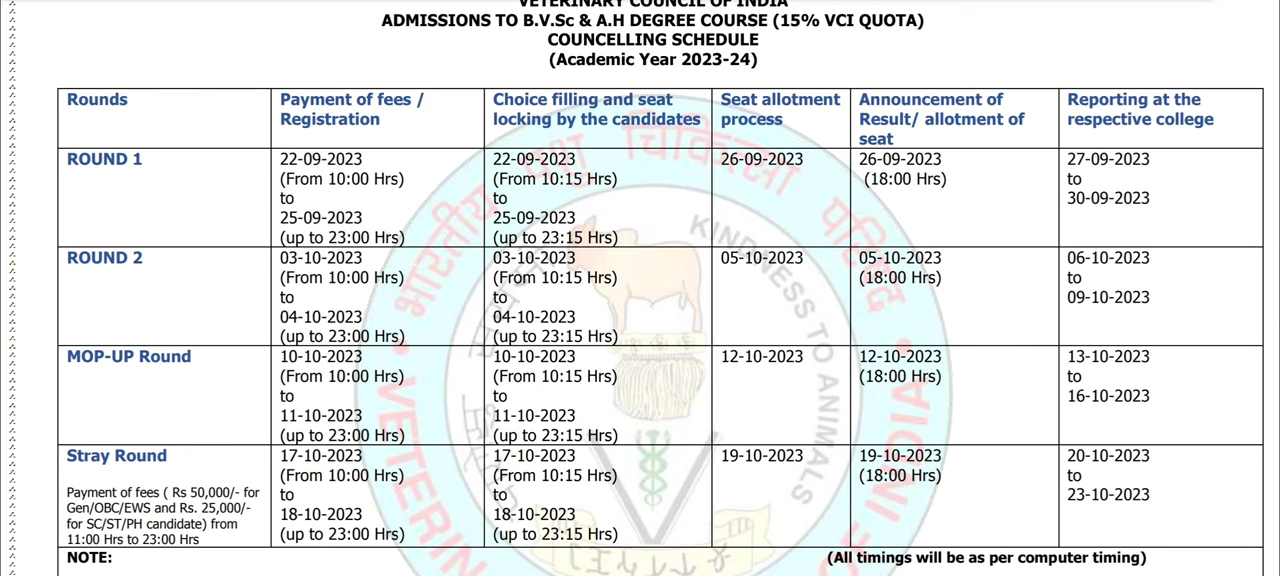 VETERINARY COUNCIL OF INDIA
ADMISSIONS TO B.V.Sc & A.H DEGREE COURSE (15% VCI QUOTA)
COUNCELLING SCHEDULE
(Academic Year 2023-24)
Rounds
Payment of fees /
Registration
Choice filling and seat
locking by the candidates
Seat allotment
process
Announcement of
Result/ allotment of
seat
Reporting at the
respective college
ROUND 1
22-09-2023
(From 10:00 Hrs)
to
25-09-2023
(up to 23:00 Hrs)
22-09-2023
(From 10:15 Hrs)
to
25-09-2023
(up to 23:15 Hrs)
26-09-2023
26-09-2023
(18:00 Hrs)
27-09-2023
to
30-09-2023
ROUND 2
03-10-2023
(From 10:00 Hrs)
to
04-10-2023
(up to 23:00 Hrs)
03-10-2023
(From 10:15 Hrs)
to
04-10-2023
(up to 23:15 Hrs)
05-10-2023
05-10-2023
(18:00 Hrs)
06-10-2023
to
09-10-2023
MOP-UP Round
10-10-2023
(From 10:00 Hrs)
to
11-10-2023
(up to 23:00 Hrs)
10-10-2023
(From 10:15 Hrs)
to
11-10-2023
(up to 23:15 Hrs)
12-10-2023
12-10-2023
(18:00 Hrs)
13-10-2023
to
16-10-2023
Stray Round
Payment of fees ( Rs 50,000/- for
Gen/OBC/EWS and Rs. 25,000/-
for SC/ST/PH candidate) from
11:00 Hrs to 23:00 Hrs
17-10-2023
(From 10:00 Hrs)
to
18-10-2023
(up to 23:00 Hrs)
17-10-2023
(From 10:15 Hrs)
to
18-10-2023
(up to 23:15 Hrs)
19-10-2023
19-10-2023
(18:00 Hrs)
20-10-2023
to
23-10-2023
NOTE:
(All timings will be as per computer timing)
भारतीय पशु चिकित्सा परिषद
KINDNESS TO ANIMALS
VETERIN
OF INDIA